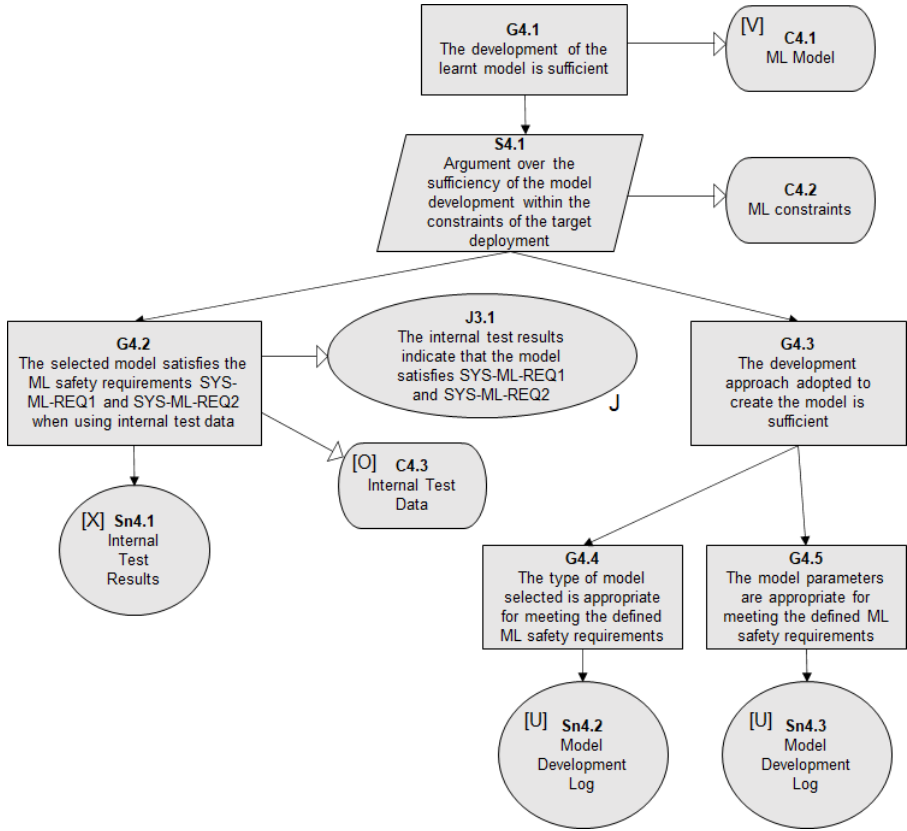 G4.1
The development of the
learnt model is sufficient
[V]
C4.1
ML Model
S4.1
Argument over the
sufficiency of the model
development within the
constraints of the target
deployment
C4.2
ML constraints
G4.2
The selected model satisfies the
ML safety requirements SYS-
ML-REQ1 and SYS-ML-REQ2
when using internal test data
J3.1
The internal test results
indicate that the model
satisfies SYS-ML-REQ1
and SYS-ML-REQ2
J
G4.3
The development
approach adopted to
create the model is
sufficient
[O]
C4.3
Internal Test
Data
[X]
Sn4.1
Internal
Test
Results
G4.4
The type of model
selected is appropriate
for meeting the defined
ML safety requirements
G4.5
The model parameters
are appropriate for
meeting the defined ML
safety requirements
[U]
Sn4.2
Model
Development
Log
[U]
Sn4.3
Model
Development
Log